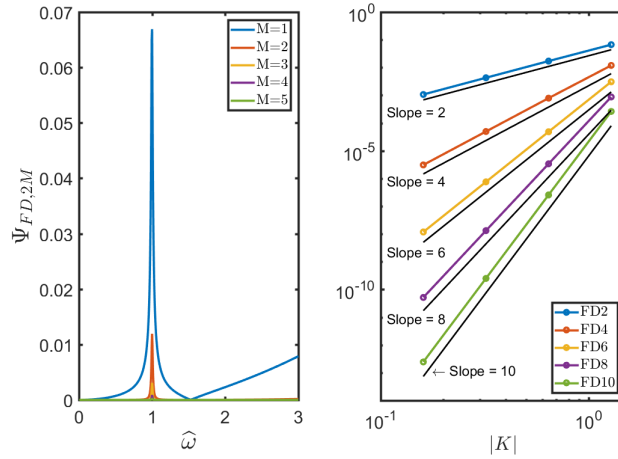 0.07
0.06
0.05
0.04
0.03
0.02
0.01
0
Ψ_{FD,2M}
M=1
M=2
M=3
M=4
M=5
0 1 2 3
ω̂
10^0
10^-5
10^-10
Slope = 2
Slope = 4
Slope = 6
Slope = 8
← Slope = 10
FD2
FD4
FD6
FD8
FD10
10^-1 10^0
|K|